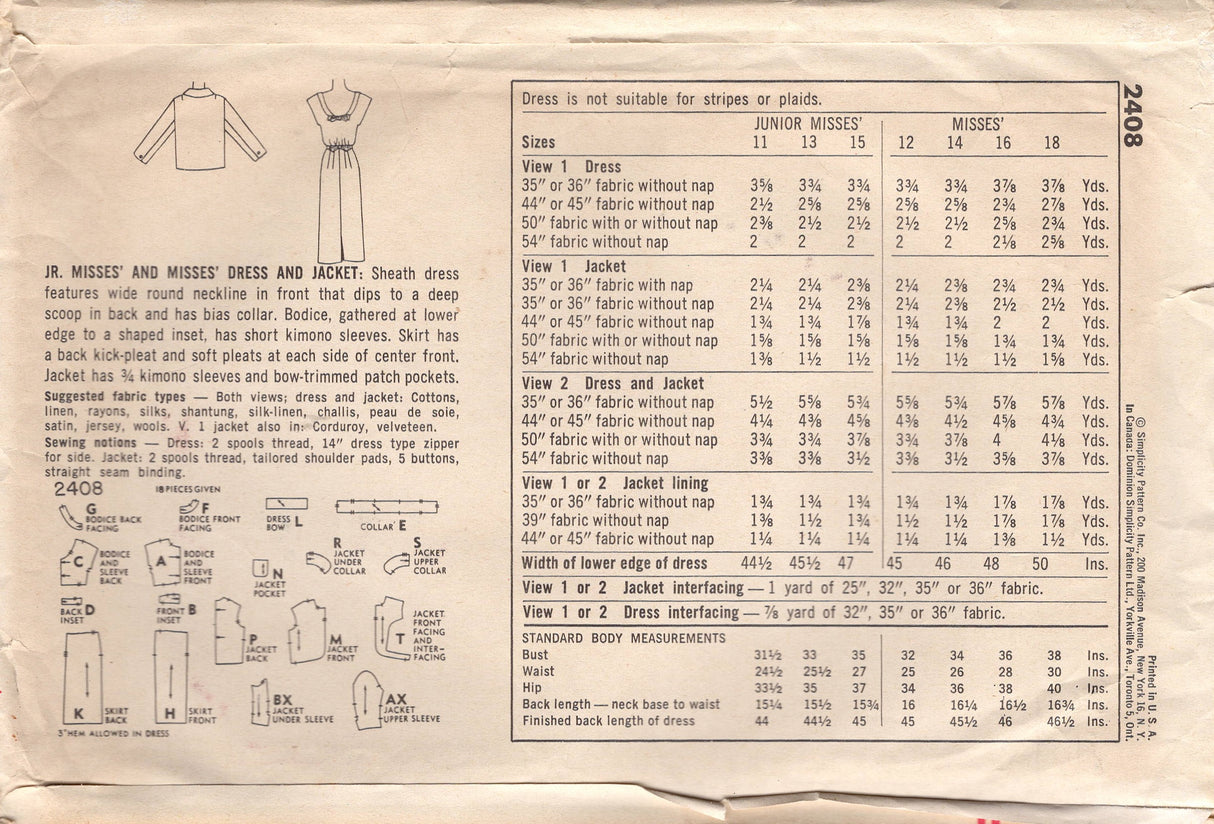 JR. MISSES' AND MISSES' DRESS AND JACKET: Sheath dress
features wide round neckline in front that dips to a deep
scoop in back and has bias collar. Bodice, gathered at lower
edge to a shaped inset, has short kimono sleeves. Skirt has
a back kick-pleat and soft pleats at each side of center front.
Jacket has ¾ kimono sleeves and bow-trimmed patch pockets.
Suggested fabric types — Both views; dress and jacket: Cottons,
linen, rayons, silks, shantung, silk-linen, challis, peau de soie,
satin, jersey, wools. V. 1 jacket also in: Corduroy, velveteen.
Sewing notions — Dress: 2 spools thread, 14" dress type zipper
for side. Jacket: 2 spools thread, tailored shoulder pads, 5 buttons,
straight seam binding.
2408 18 PIECES GIVEN
G
BODICE BACK
FACING
F
BODICE FRONT
FACING
DRESS
BOW L
COLLAR E
C
BODICE
AND
SLEEVE
BACK
A
BODICE
AND
SLEEVE
FRONT
N
JACKET
POCKET
R
JACKET
UNDER
COLLAR
S
JACKET
UPPER
COLLAR
BACK D
INSET
FRONT B
INSET
P
JACKET
BACK
M
JACKET
FRONT
T
JACKET
FRONT
FACING
AND
INTER-
FACING
K
SKIRT
BACK
H
SKIRT
FRONT
BX
JACKET
UNDER SLEEVE
AX
JACKET
UPPER SLEEVE
3" HEM ALLOWED IN DRESS
Dress is not suitable for stripes or plaids.
JUNIOR MISSES' MISSES'
Sizes 11 13 15 12 14 16 18
View 1 Dress
35" or 36" fabric without nap 3⅝ 3¾ 3¾ 3¾ 3¾ 3⅞ 3⅞ Yds.
44" or 45" fabric without nap 2½ 2⅝ 2⅝ 2⅝ 2⅝ 2¾ 2⅞ Yds.
50" fabric with or without nap 2⅜ 2½ 2½ 2½ 2½ 2⅝ 2¾ Yds.
54" fabric without nap 2 2 2 2 2 2⅛ 2⅝ Yds.
View 1 Jacket
35" or 36" fabric with nap 2¼ 2¼ 2⅜ 2¼ 2⅜ 2¾ 2¾ Yds.
35" or 36" fabric without nap 2¼ 2¼ 2⅜ 2¼ 2⅜ 2½ 2½ Yds.
44" or 45" fabric without nap 1¾ 1¾ 1⅞ 1¾ 1¾ 2 2 Yds.
50" fabric with or without nap 1⅝ 1⅝ 1⅝ 1⅝ 1⅝ 1¾ 1¾ Yds.
54" fabric without nap 1⅜ 1½ 1½ 1½ 1½ 1½ 1⅝ Yds.
View 2 Dress and Jacket
35" or 36" fabric without nap 5½ 5⅝ 5¾ 5⅝ 5¾ 5⅞ 5⅞ Yds.
44" or 45" fabric without nap 4¼ 4⅜ 4⅝ 4⅜ 4½ 4⅝ 4¾ Yds.
50" fabric with or without nap 3¾ 3¾ 3⅞ 3¾ 3⅞ 4 4⅛ Yds.
54" fabric without nap 3⅜ 3⅜ 3½ 3⅜ 3½ 3⅝ 3⅞ Yds.
View 1 or 2 Jacket lining
35" or 36" fabric without nap 1¾ 1¾ 1¾ 1¾ 1¾ 1⅞ 1⅞ Yds.
39" fabric without nap 1⅜ 1½ 1¾ 1½ 1½ 1⅞ 1⅞ Yds.
44" or 45" fabric without nap 1¼ 1¼ 1¼ 1¼ 1¼ 1⅜ 1½ Yds.
Width of lower edge of dress 44½ 45½ 47 45 46 48 50 Ins.
View 1 or 2 Jacket interfacing — 1 yard of 25", 32", 35" or 36" fabric.
View 1 or 2 Dress interfacing — ⅞ yard of 32", 35" or 36" fabric.
STANDARD BODY MEASUREMENTS
Bust 31½ 33 35 32 34 36 38 Ins.
Waist 24½ 25½ 27 25 26 28 30 Ins.
Hip 33½ 35 37 34 36 38 40 Ins.
Back length — neck base to waist 15¼ 15½ 15¾ 16 16¼ 16½ 16¾ Ins.
Finished back length of dress 44 44½ 45 45 45½ 46 46½ Ins.
2408
© Simplicity Pattern Co. Inc., 200 Madison Avenue, New York 16, N. Y.
In Canada: Dominion Simplicity Pattern Ltd., Yorkville Ave., Toronto 5, Ont.
Printed in U. S. A.